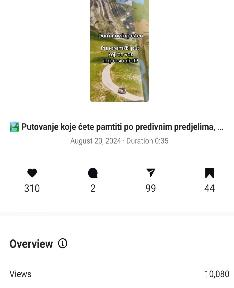 Putovanje koje ćete pamtiti po predivnim predjelima, ...
August 20, 2024 · Duration 0:35
310 2 99 44
Overview
Views 10,080